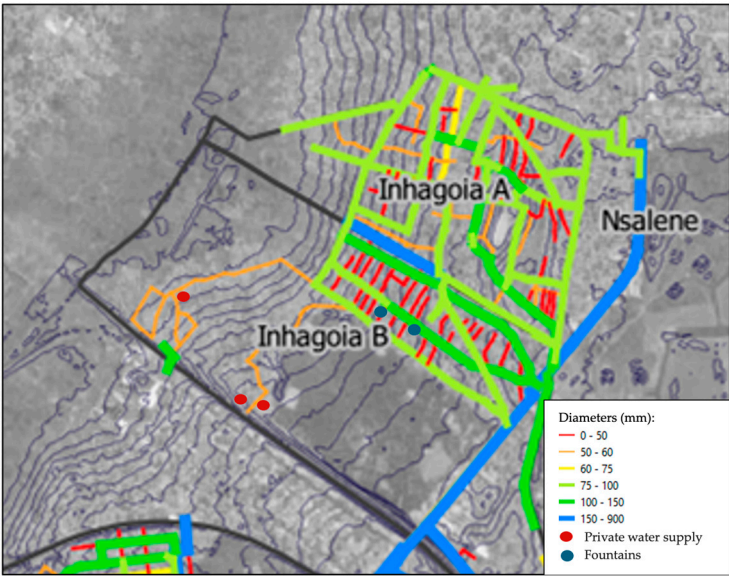 Inhagoia A
Nsalene
Inhagoia B
Diameters (mm):
0 - 50
50 - 60
60 - 75
75 - 100
100 - 150
150 - 900
Private water supply
Fountains